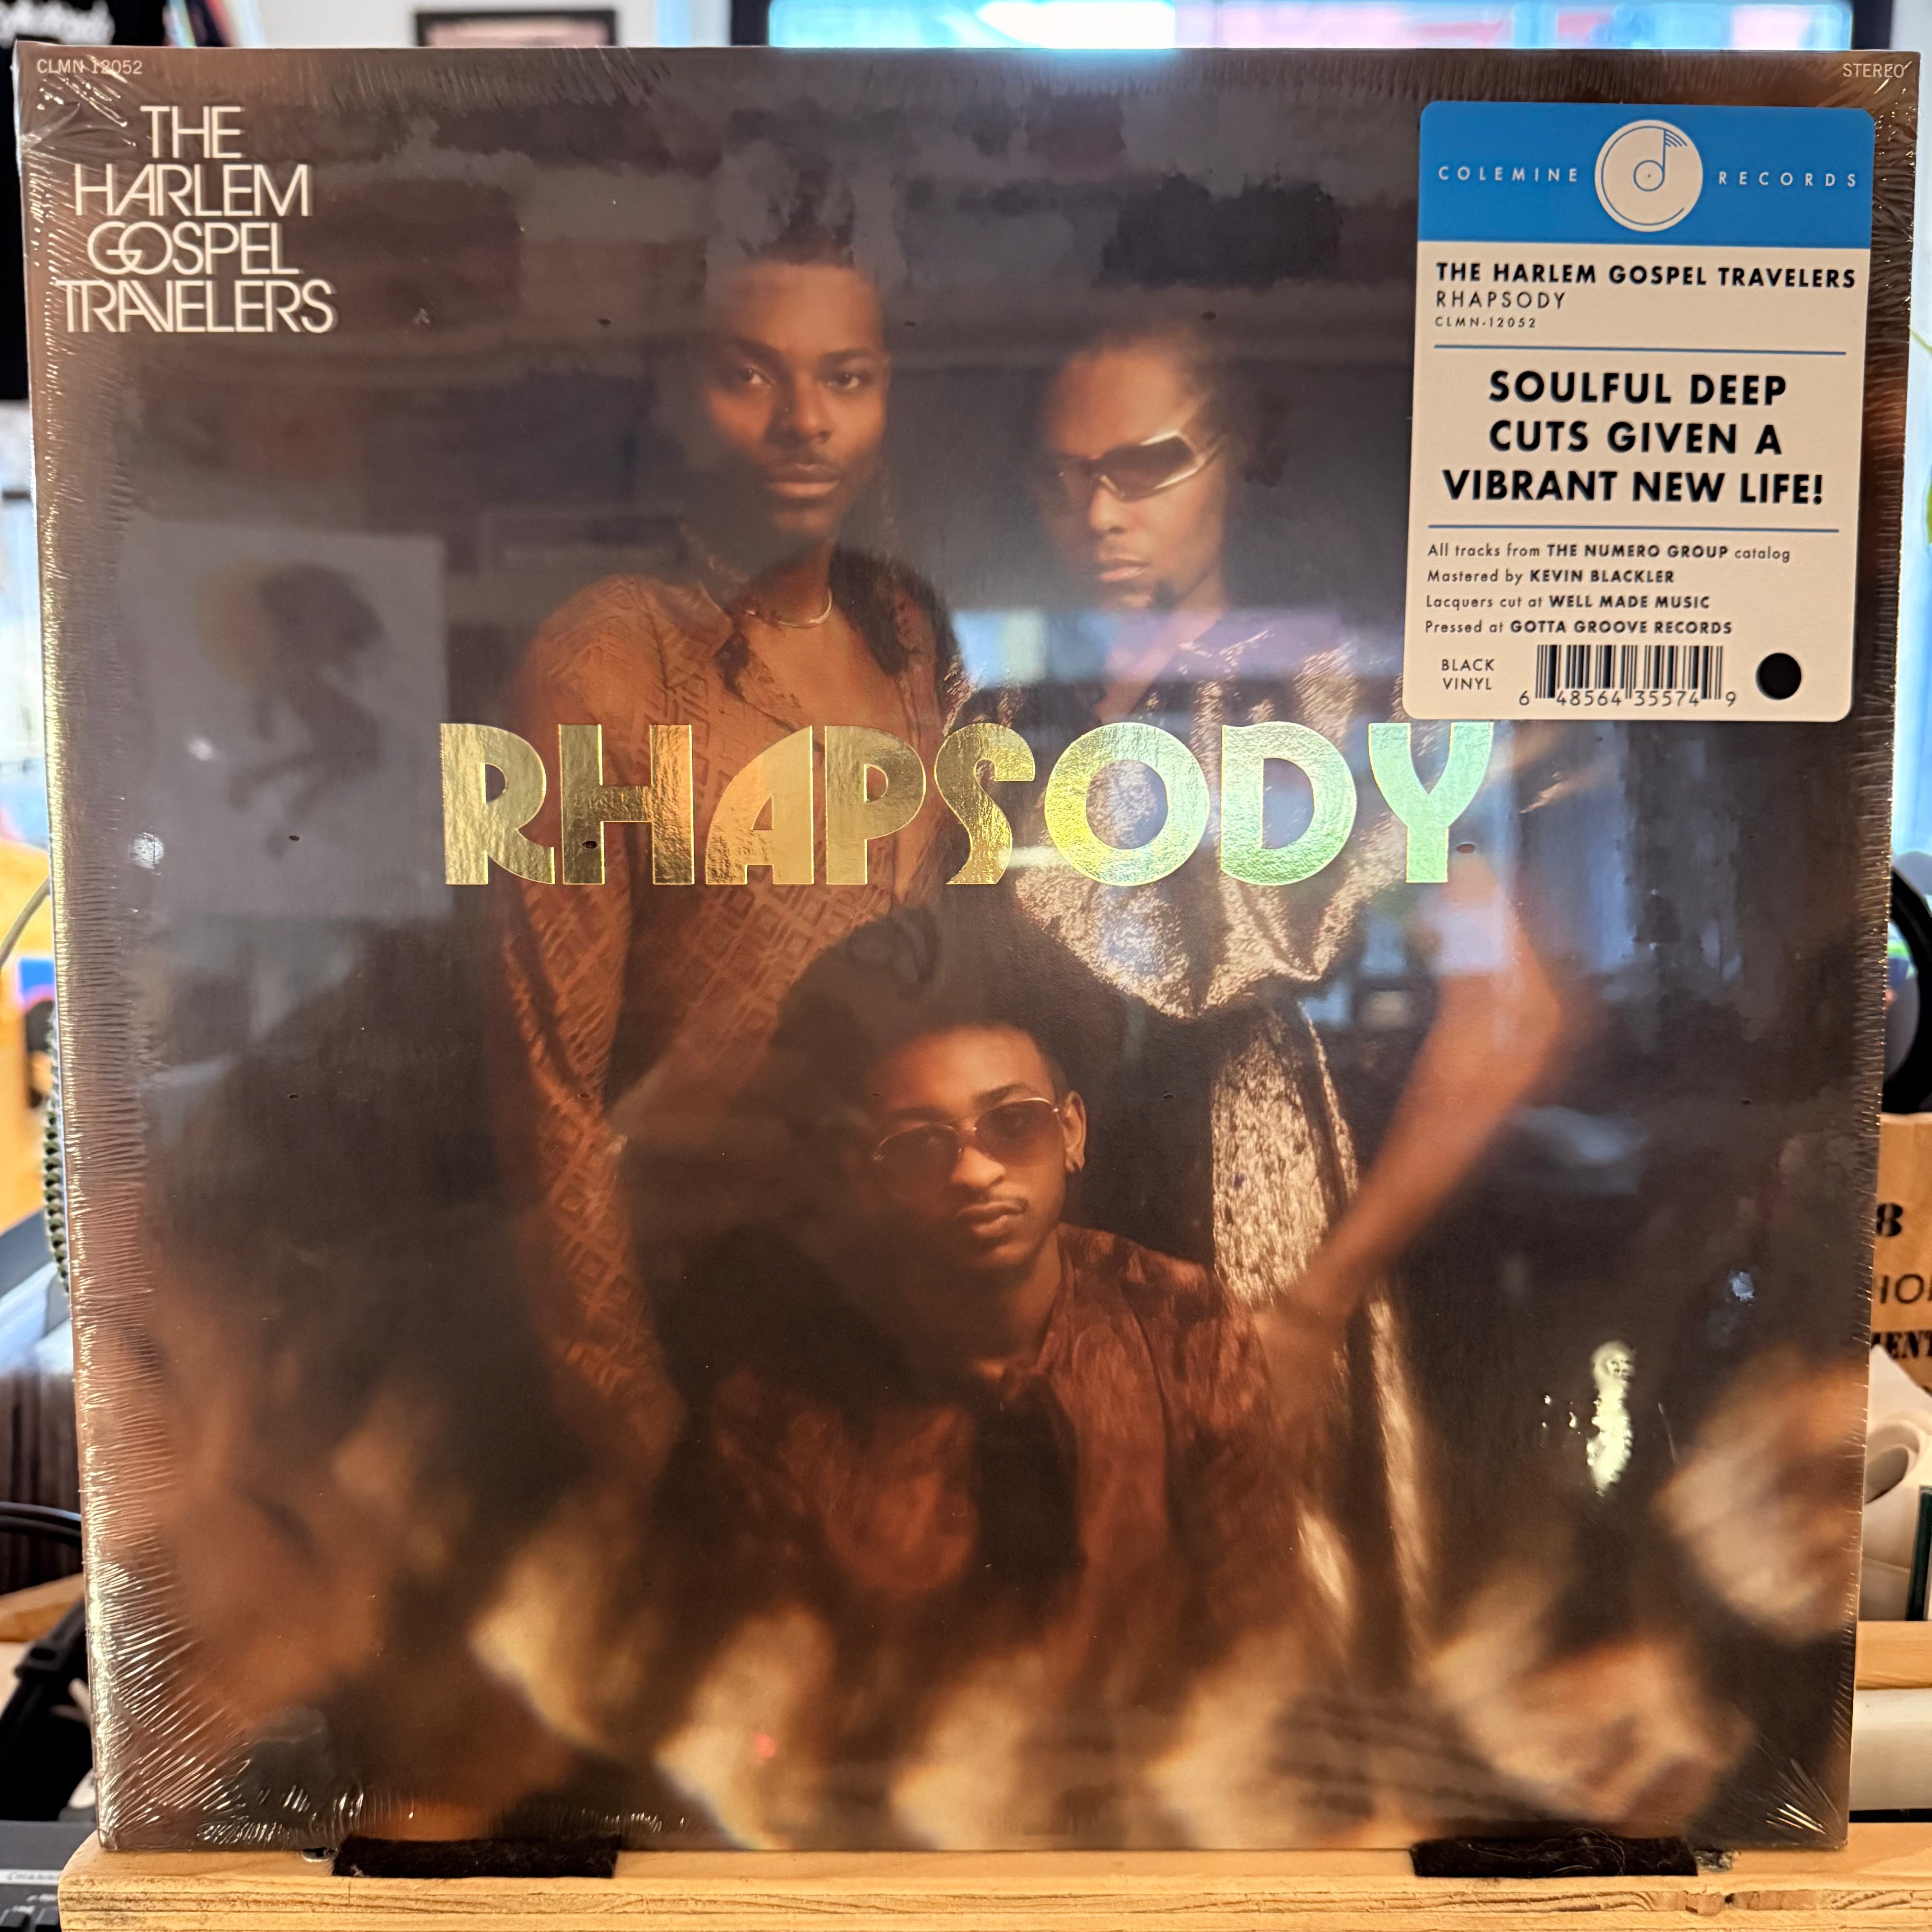 CLMN-12052
STEREO
THE
HARLEM
GOSPEL
TRAVELERS
COLEMINE RECORDS
THE HARLEM GOSPEL TRAVELERS
RHAPSODY
CLMN-12052
SOULFUL DEEP
CUTS GIVEN A
VIBRANT NEW LIFE!
All tracks from THE NUMERO GROUP catalog
Mastered by KEVIN BLACKLER
Lacquers cut at WELL MADE MUSIC
Pressed at GOTTA GROOVE RECORDS
BLACK
VINYL
6 48564 35574 9
RHAPSODY
8